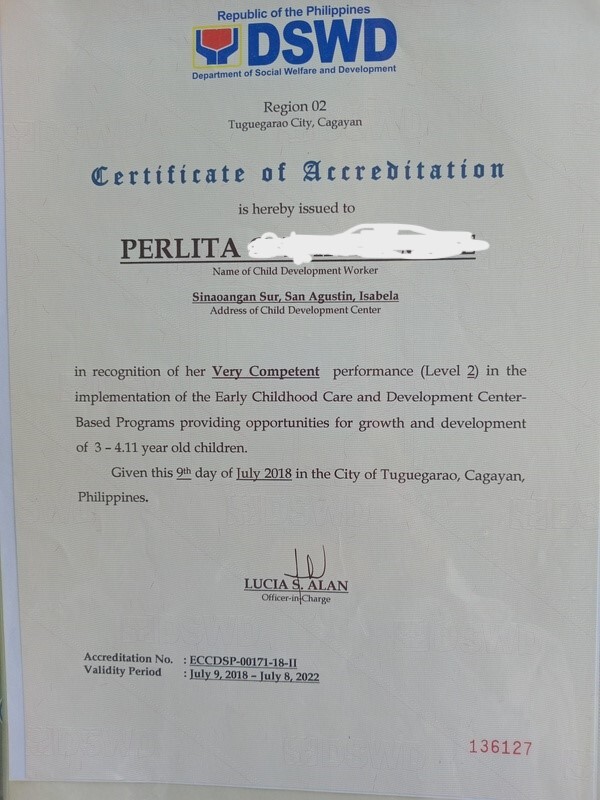 Republic of the Philippines
DSWD
Department of Social Welfare and Development
Region 02
Tuguegarao City, Cagayan
Certificate of Accreditation
is hereby issued to
PERLITA
Name of Child Development Worker
Sinaoangan Sur, San Agustin, Isabela
Address of Child Development Center
in recognition of her Very Competent performance (Level 2) in the
implementation of the Early Childhood Care and Development Center-
Based Programs providing opportunities for growth and development
of 3 – 4.11 year old children.
Given this 9th day of July 2018 in the City of Tuguegarao, Cagayan,
Philippines.
LUCIA S. ALAN
Officer-in-Charge
Accreditation No. : ECCDSP-00171-18-II
Validity Period : July 9, 2018 – July 8, 2022
136127